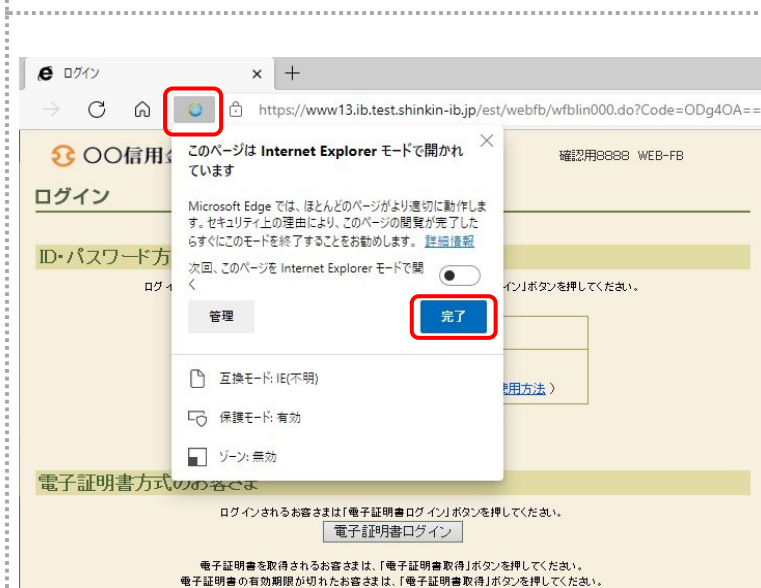 ログイン
https://www13.ib.test.shinkin-ib.jp/est/webfb/wfblin000.do?Code=ODg4OA==
〇〇信用
確認用8888 WEB-FB
ログイン
このページは Internet Explorer モードで開かれ
ています
Microsoft Edge では、ほとんどのページがより適切に動作しま
す。セキュリティ上の理由により、このページの閲覧が完了した
らすぐにこのモードを終了することをお勧めします。 詳細情報
ID・パスワード方
次回、このページを Internet Explorer モードで開
く
ログイ
イン」ボタンを押してください。
管理
完了
互換モード: IE(不明)
使用方法 〉
保護モード: 有効
ゾーン: 無効
電子証明書方式のお客さま
ログインされるお客さまは「電子証明書ログイン」ボタンを押してください。
電子証明書ログイン
電子証明書を取得されるお客さまは、「電子証明書取得」ボタンを押してください。
電子証明書の有効期限が切れたお客さまは、「電子証明書取得」ボタンを押してください。